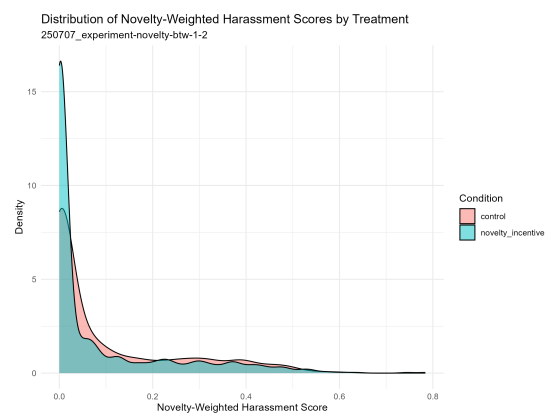 Distribution of Novelty-Weighted Harassment Scores by Treatment
250707_experiment-novelty-btw-1-2
15
10
5
0
Density
0.0 0.2 0.4 0.6 0.8
Novelty-Weighted Harassment Score
Condition
control
novelty_incentive